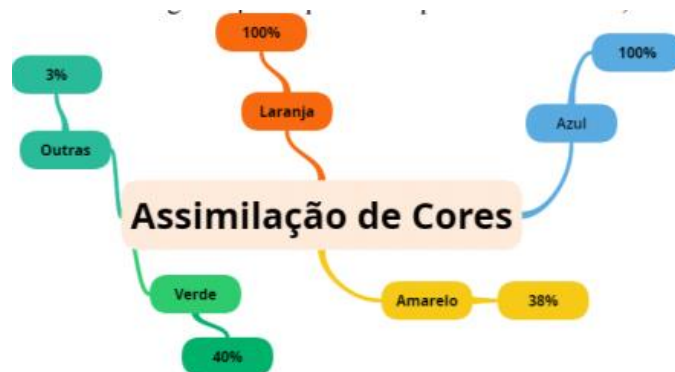 100%
100%
3%
Laranja
Azul
Outras
Assimilação de Cores
Verde
Amarelo
38%
40%